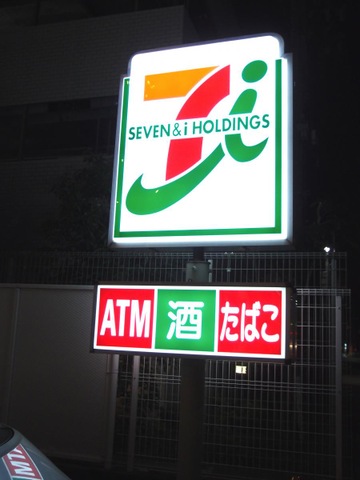 7i
SEVEN & i HOLDINGS
ATM 酒 たばこ